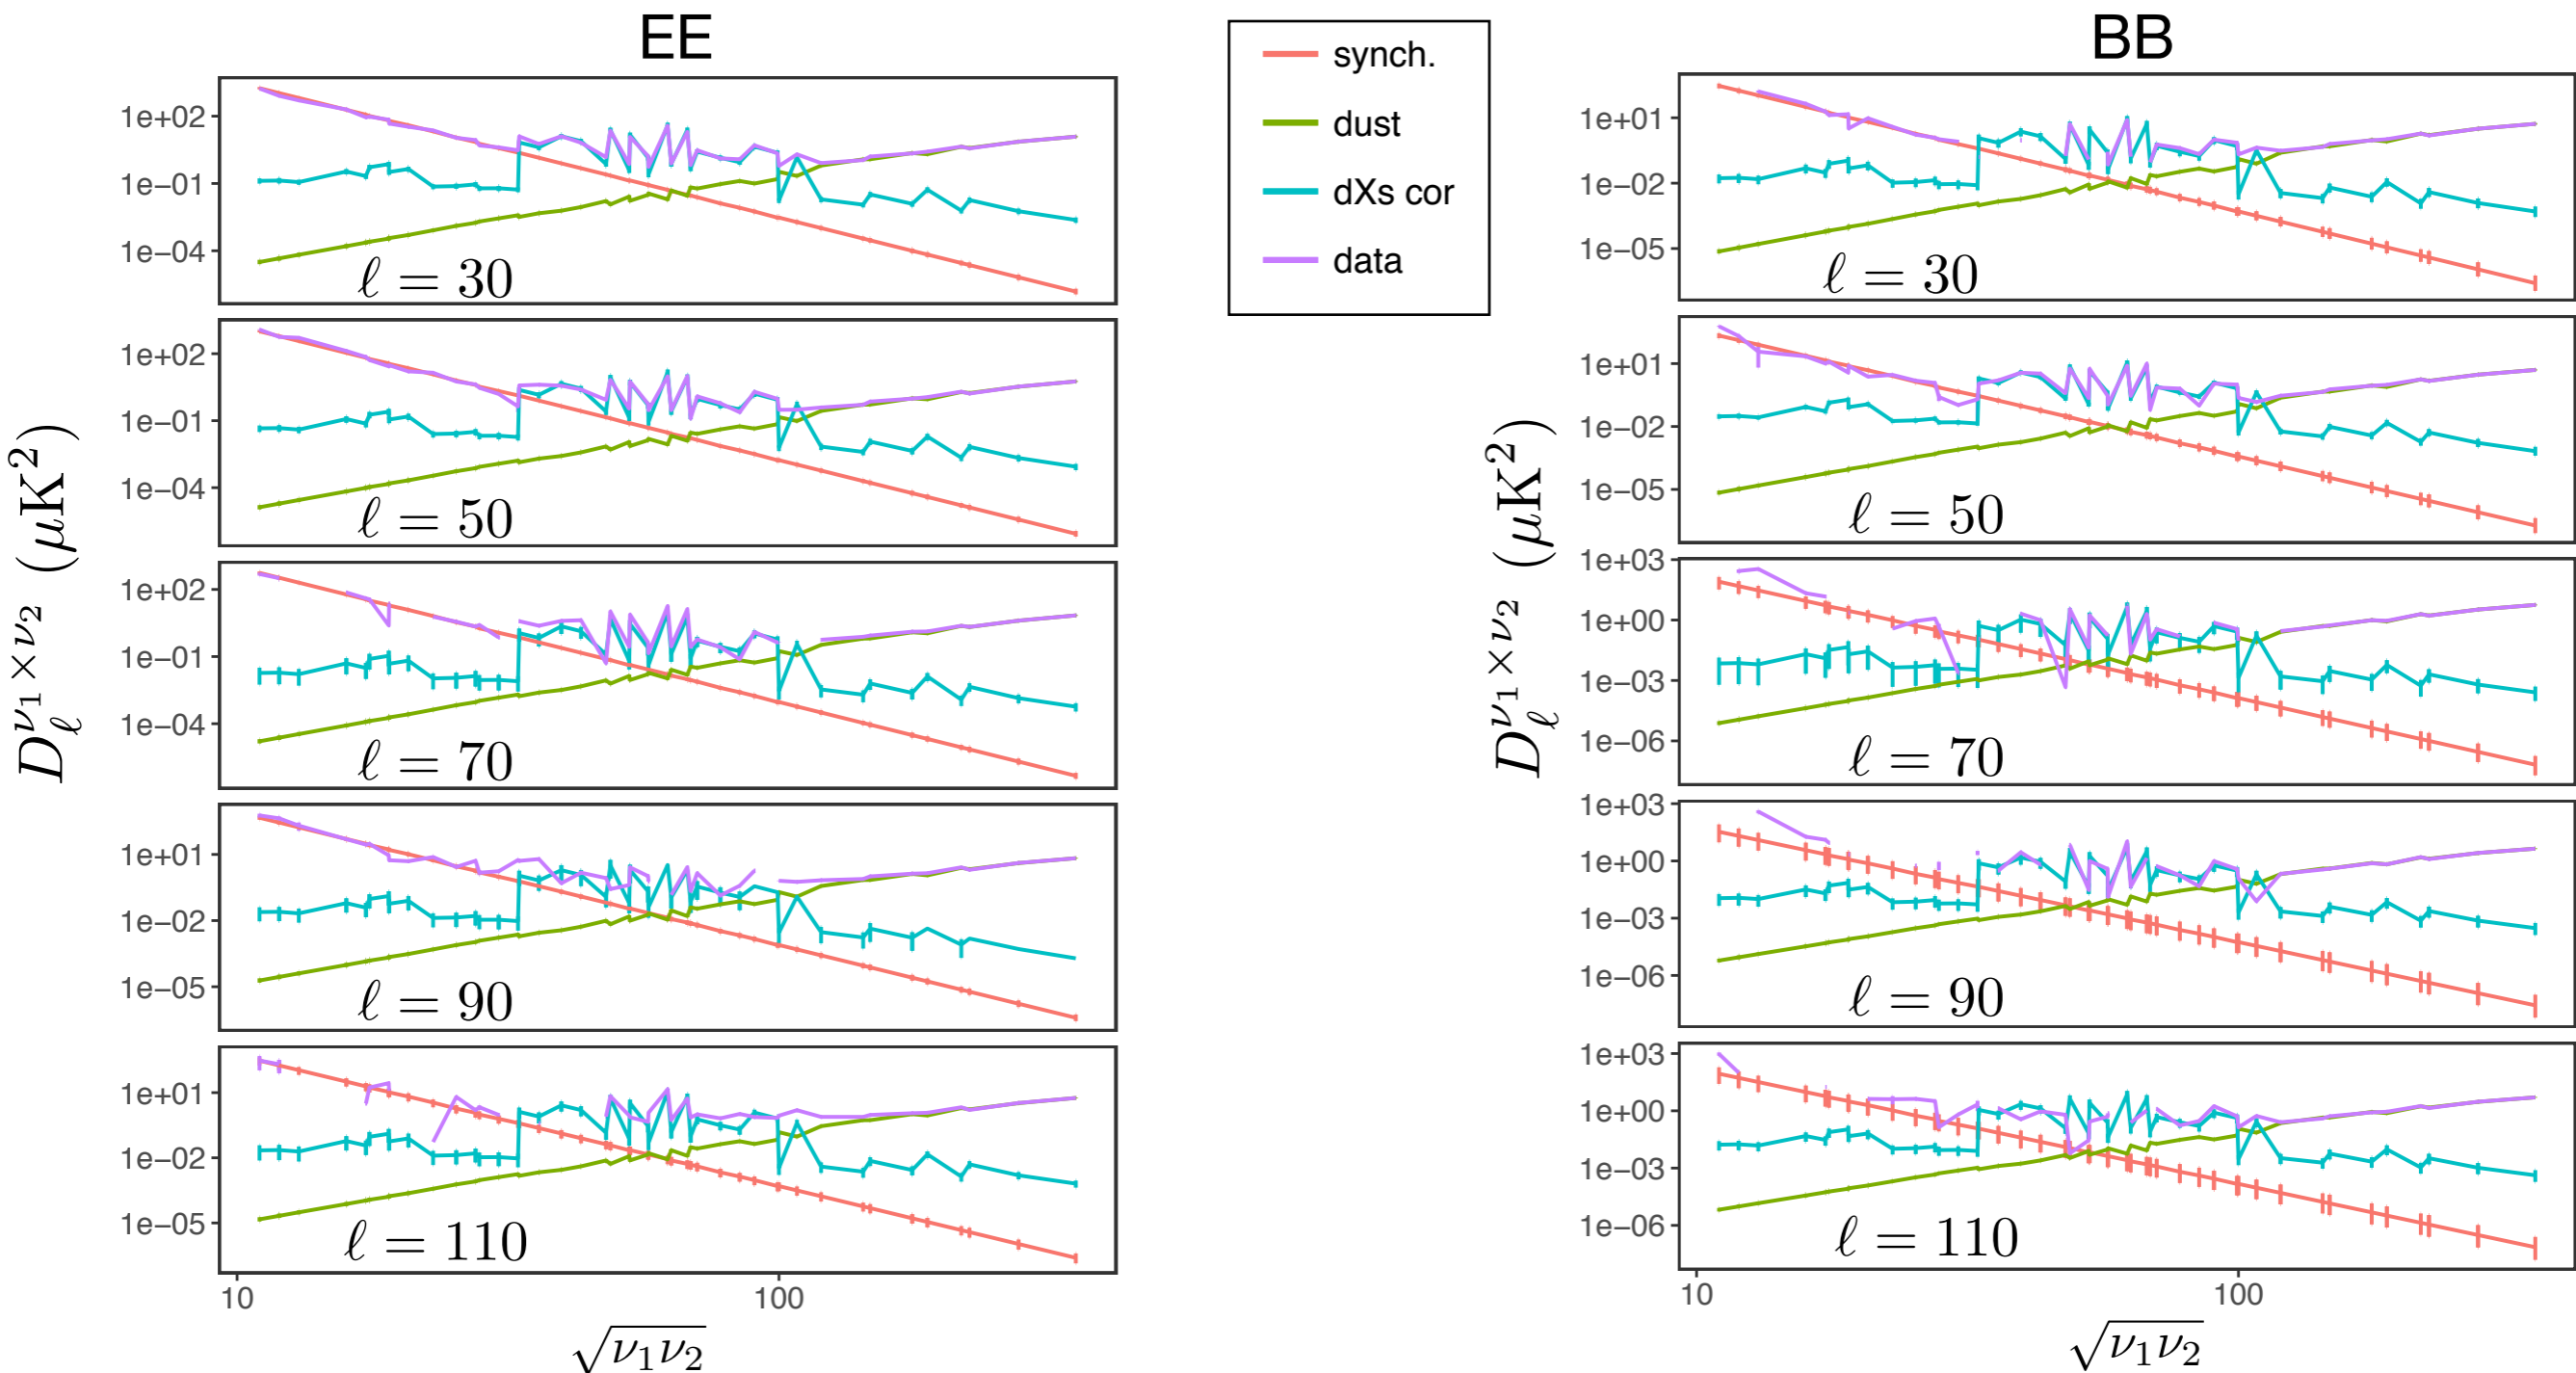 EE
1e+02
1e−01
1e−04
ℓ = 30
1e+02
1e−01
1e−04
ℓ = 50
1e+02
1e−01
1e−04
ℓ = 70
1e+01
1e−02
1e−05
ℓ = 90
1e+01
1e−02
1e−05
ℓ = 110
10 100
√ν₁ν₂
D_ℓ^{ν₁×ν₂} (μK²)
synch.
dust
dXs cor
data
BB
1e+01
1e−02
1e−05
ℓ = 30
1e+01
1e−02
1e−05
ℓ = 50
1e+03
1e+00
1e−03
1e−06
ℓ = 70
1e+03
1e+00
1e−03
1e−06
ℓ = 90
1e+03
1e+00
1e−03
1e−06
ℓ = 110
10 100
√ν₁ν₂
D_ℓ^{ν₁×ν₂} (μK²)